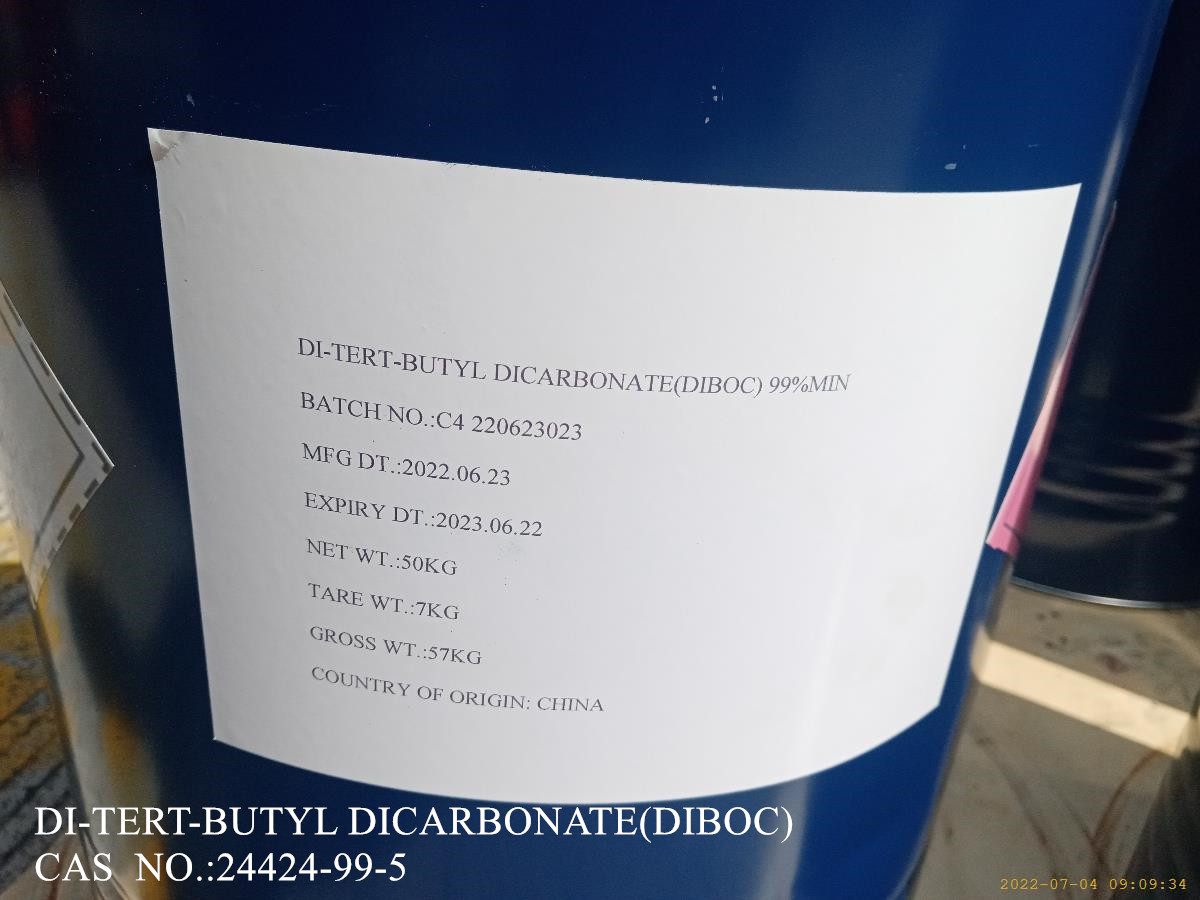 DI-TERT-BUTYL DICARBONATE(DIBOC) 99%MIN
BATCH NO.:C4 220623023
MFG DT.:2022.06.23
EXPIRY DT.:2023.06.22
NET WT.:50KG
TARE WT.:7KG
GROSS WT.:57KG
COUNTRY OF ORIGIN: CHINA
DI-TERT-BUTYL DICARBONATE(DIBOC)
CAS NO.:24424-99-5
2022-07-04 09:09:34